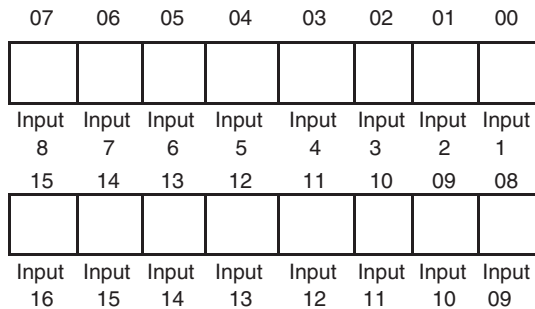 07 06 05 04 03 02 01 00
Input Input Input Input Input Input Input Input
8 7 6 5 4 3 2 1
15 14 13 12 11 10 09 08
Input Input Input Input Input Input Input Input
16 15 14 13 12 11 10 09